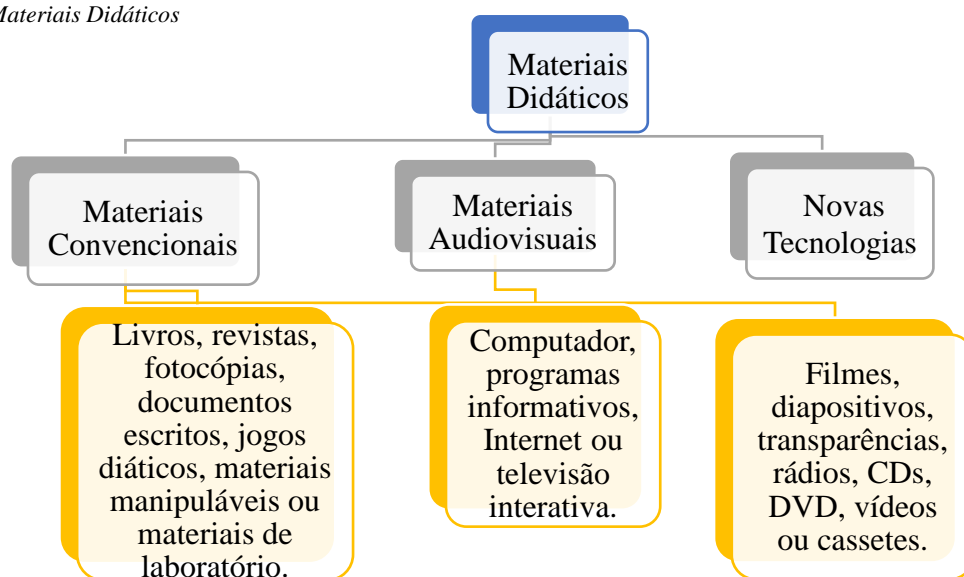 Materiais Didáticos
Materiais
Didáticos
Materiais
Convencionais
Materiais
Audiovisuais
Novas
Tecnologias
Livros, revistas,
fotocópias,
documentos
escritos, jogos
diáticos, materiais
manipuláveis ou
materiais de
laboratório.
Computador,
programas
informativos,
Internet ou
televisão
interativa.
Filmes,
diapositivos,
transparências,
rádios, CDs,
DVD, vídeos
ou cassetes.